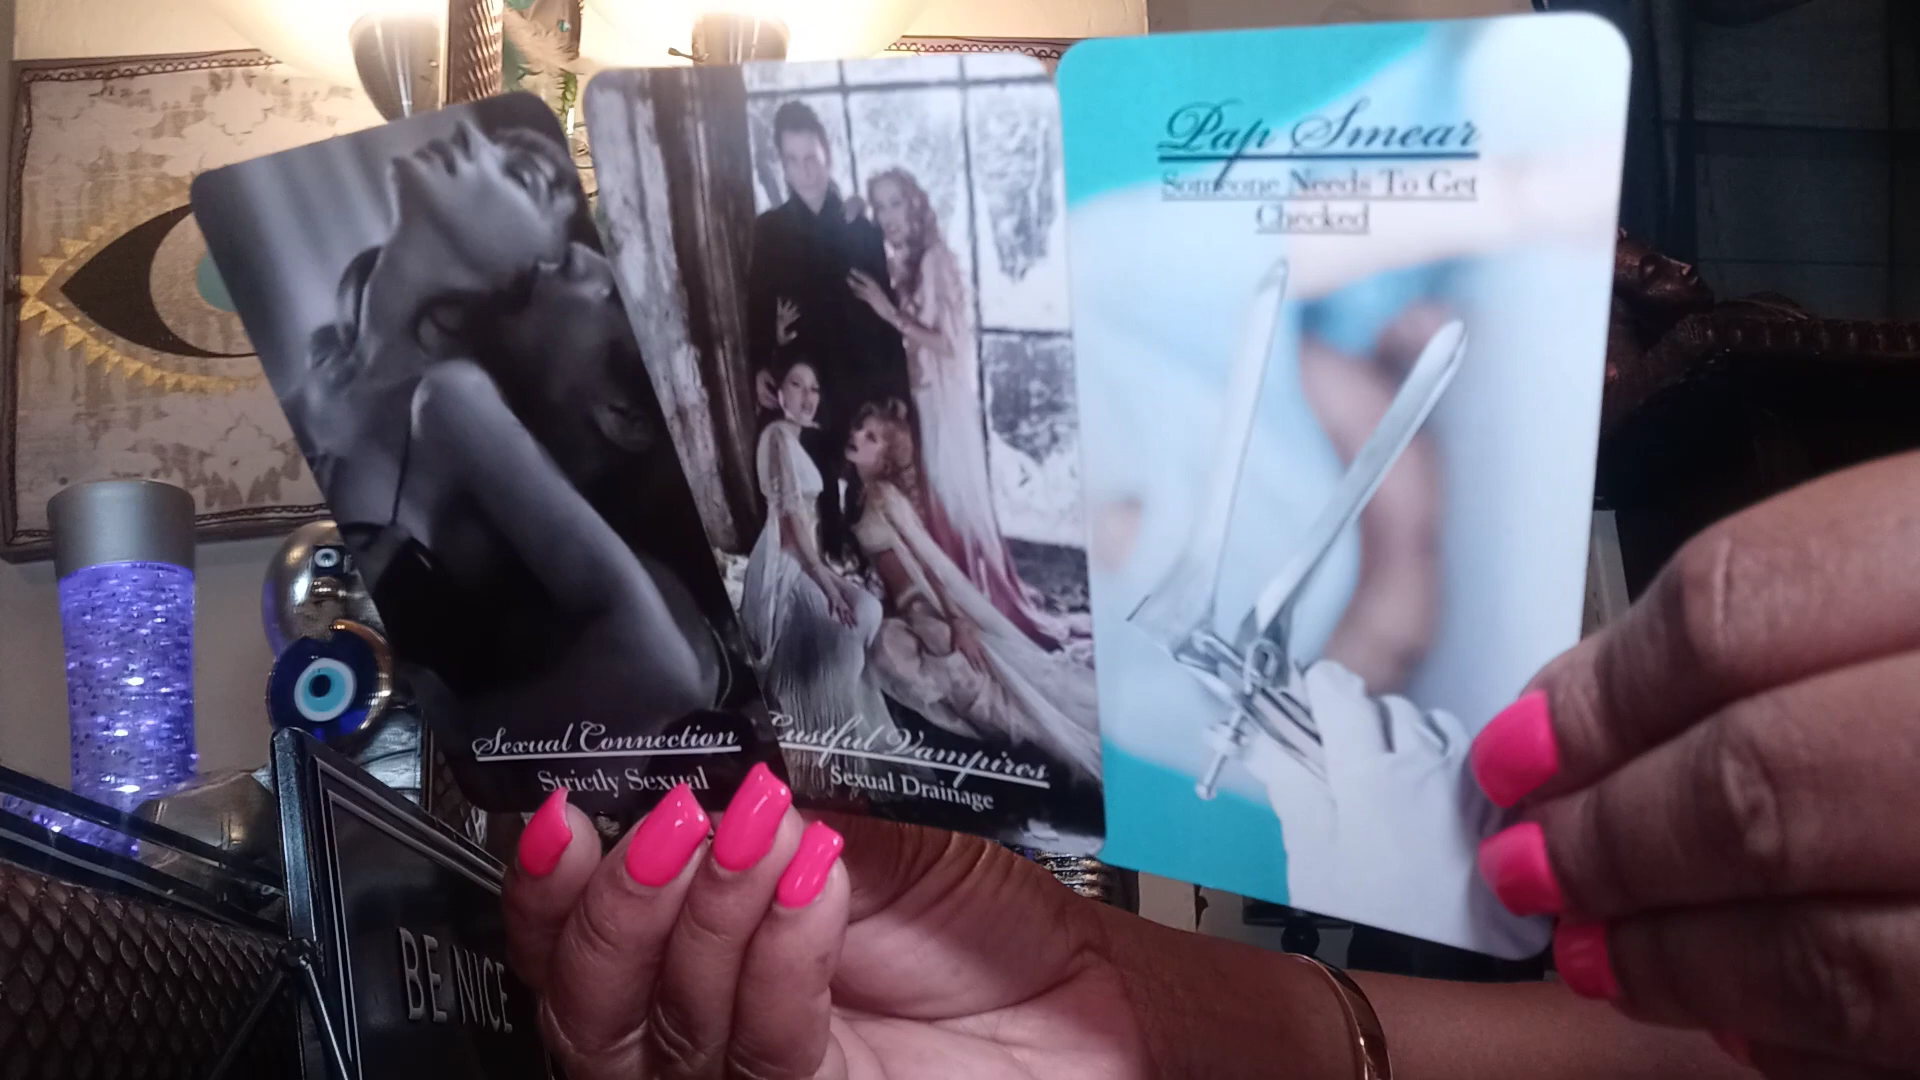 Sexual Connection
Strictly Sexual
Lustful Vampires
Sexual Drainage
Pap Smear
Someone Needs To Get
Checked
BE NICE